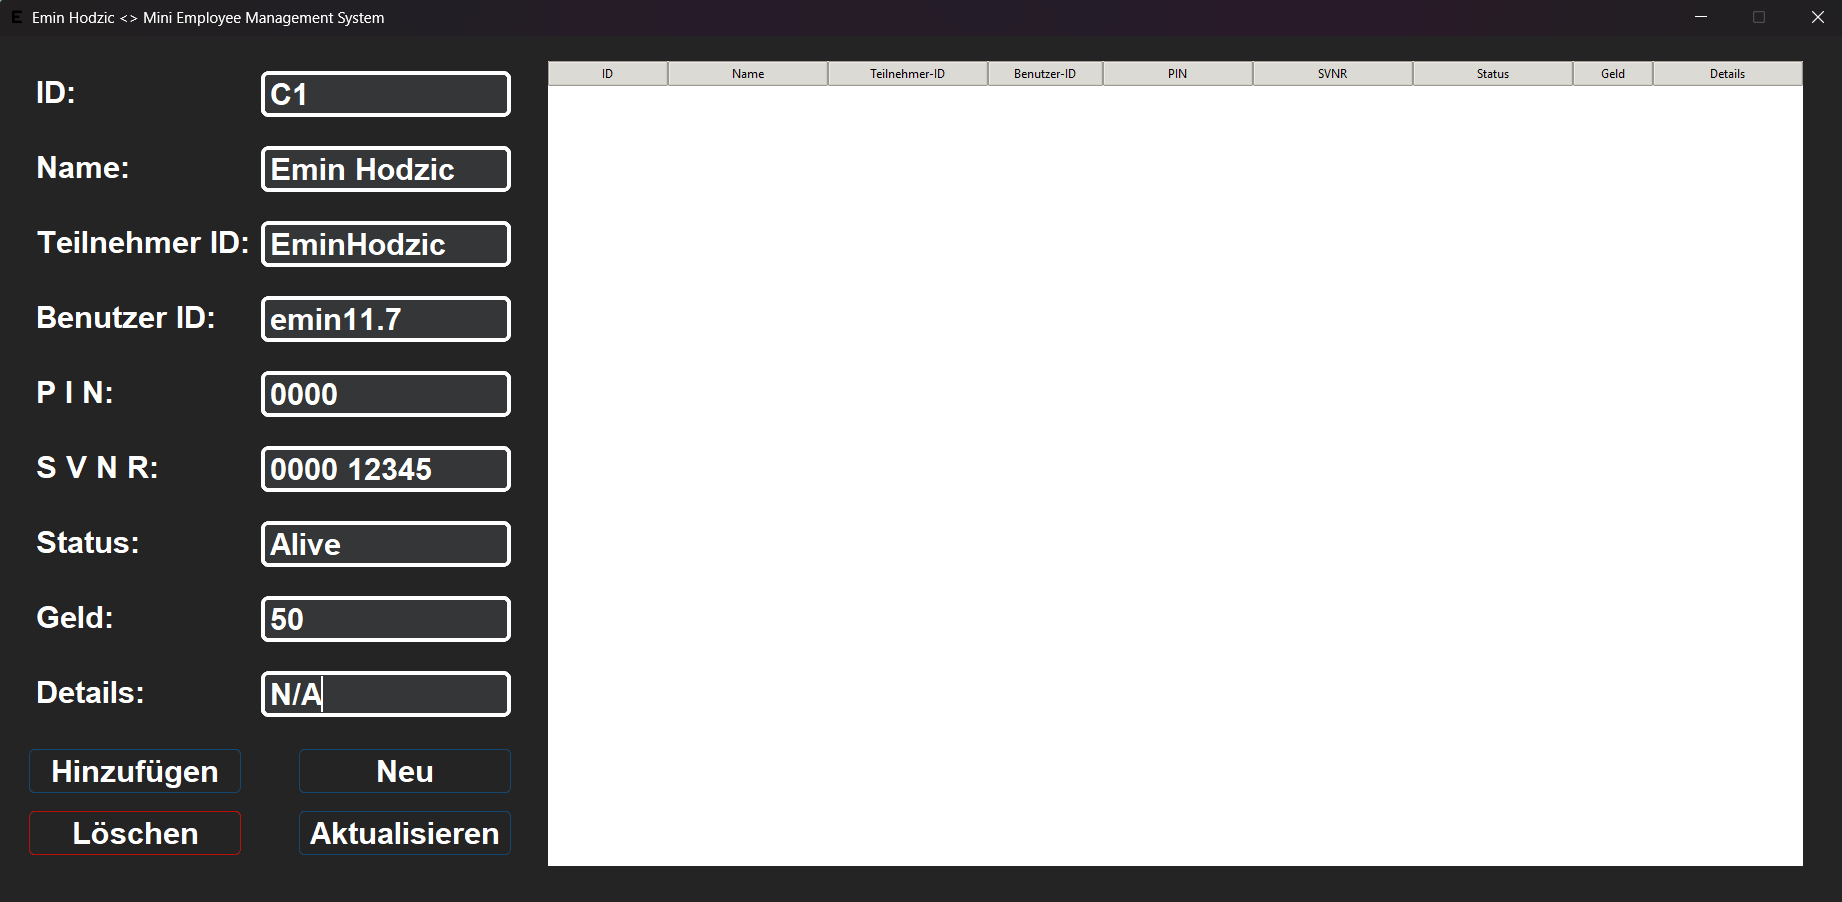 E Emin Hodzic <> Mini Employee Management System
ID: C1
Name: Emin Hodzic
Teilnehmer ID: EminHodzic
Benutzer ID: emin11.7
P I N: 0000
S V N R: 0000 12345
Status: Alive
Geld: 50
Details: N/A
Hinzufügen Neu
Löschen Aktualisieren
ID Name Teilnehmer-ID Benutzer-ID PIN SVNR Status Geld Details